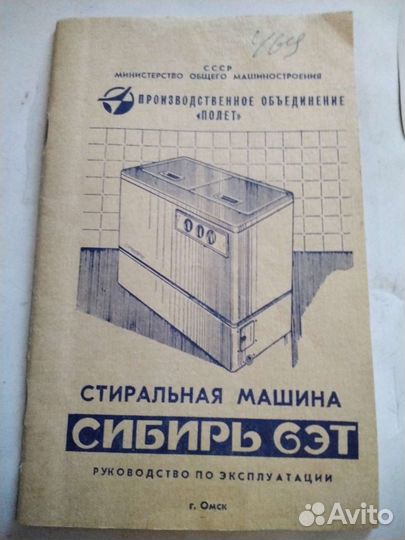 СССР
МИНИСТЕРСТВО ОБЩЕГО МАШИНОСТРОЕНИЯ
ПРОИЗВОДСТВЕННОЕ ОБЪЕДИНЕНИЕ
«ПОЛЕТ»
СТИРАЛЬНАЯ МАШИНА
СИБИРЬ 6ЭТ
РУКОВОДСТВО ПО ЭКСПЛУАТАЦИИ
г. Омск
Avito